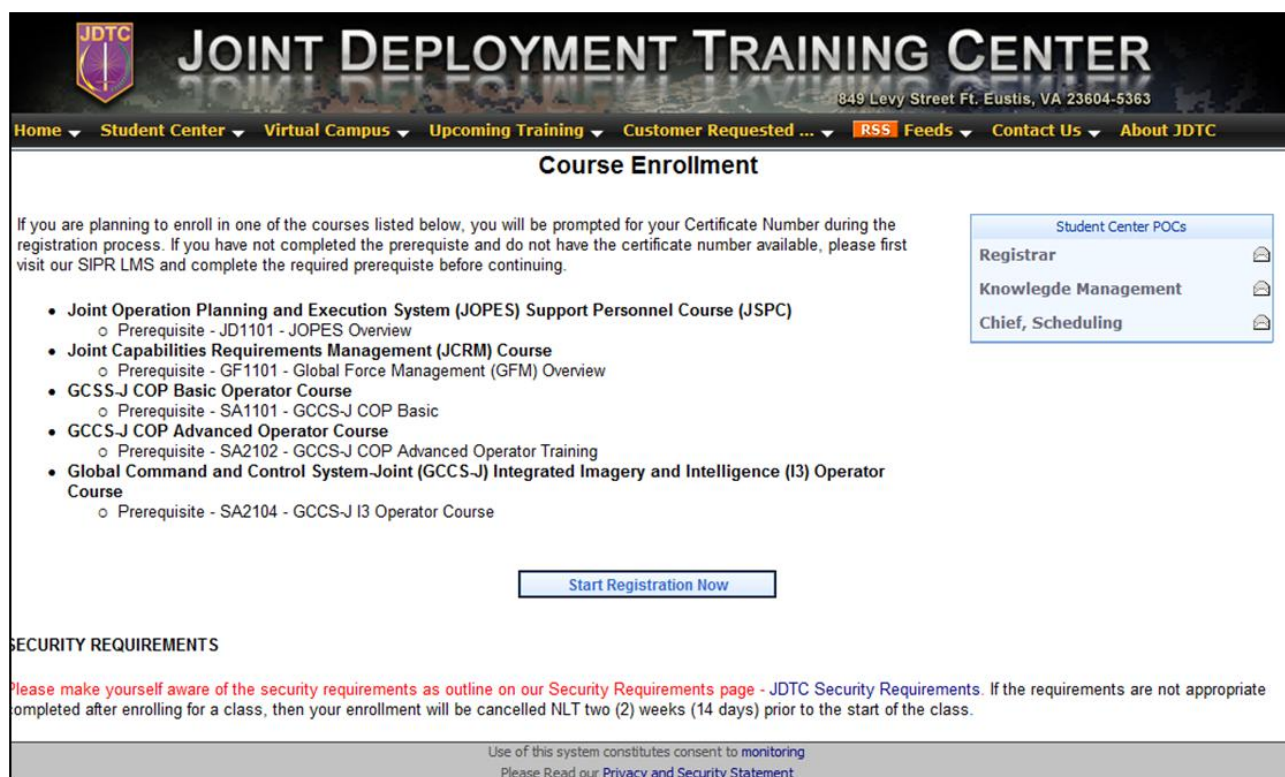 JDTC
JOINT DEPLOYMENT TRAINING CENTER
849 Levy Street Ft. Eustis, VA 23604-5363
Home Student Center Virtual Campus Upcoming Training Customer Requested ... RSS Feeds Contact Us About JDTC
Course Enrollment
If you are planning to enroll in one of the courses listed below, you will be prompted for your Certificate Number during the
registration process. If you have not completed the prerequiste and do not have the certificate number available, please first
visit our SIPR LMS and complete the required prerequiste before continuing.
• Joint Operation Planning and Execution System (JOPES) Support Personnel Course (JSPC)
o Prerequisite - JD1101 - JOPES Overview
• Joint Capabilities Requirements Management (JCRM) Course
o Prerequisite - GF1101 - Global Force Management (GFM) Overview
• GCSS-J COP Basic Operator Course
o Prerequisite - SA1101 - GCCS-J COP Basic
• GCCS-J COP Advanced Operator Course
o Prerequisite - SA2102 - GCCS-J COP Advanced Operator Training
• Global Command and Control System-Joint (GCCS-J) Integrated Imagery and Intelligence (I3) Operator
Course
o Prerequisite - SA2104 - GCCS-J I3 Operator Course
Student Center POCs
Registrar
Knowlegde Management
Chief, Scheduling
Start Registration Now
SECURITY REQUIREMENTS
Please make yourself aware of the security requirements as outline on our Security Requirements page - JDTC Security Requirements. If the requirements are not appropriate
completed after enrolling for a class, then your enrollment will be cancelled NLT two (2) weeks (14 days) prior to the start of the class.
Use of this system constitutes consent to monitoring
Please Read our Privacy and Security Statement